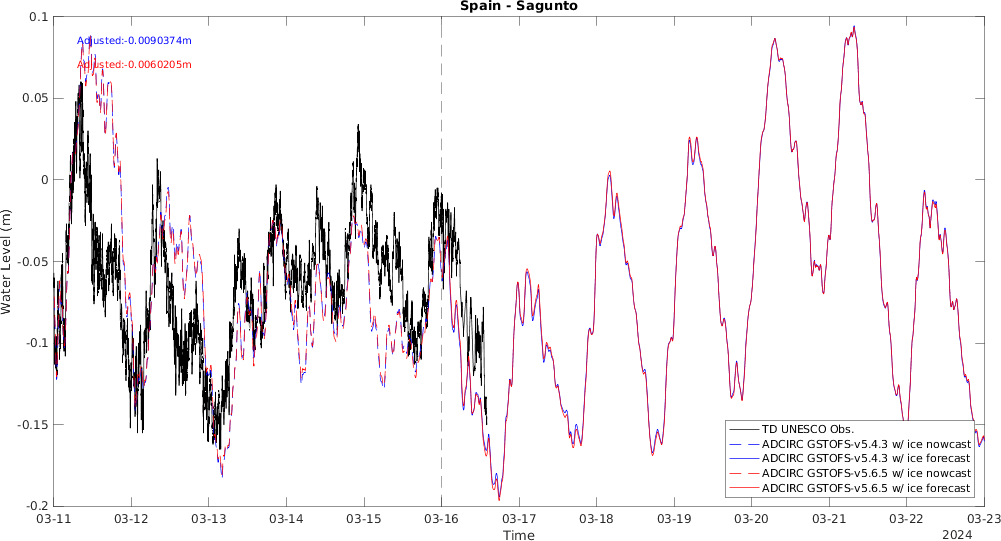 Spain - Sagunto
Adjusted:-0.0090374m
Adjusted:-0.0060205m
0.1
0.05
0
-0.05
-0.1
-0.15
-0.2
Water Level (m)
TD UNESCO Obs.
ADCIRC GSTOFS-v5.4.3 w/ ice nowcast
ADCIRC GSTOFS-v5.4.3 w/ ice forecast
ADCIRC GSTOFS-v5.6.5 w/ ice nowcast
ADCIRC GSTOFS-v5.6.5 w/ ice forecast
03-11 03-12 03-13 03-14 03-15 03-16 03-17 03-18 03-19 03-20 03-21 03-22 03-23
Time
2024